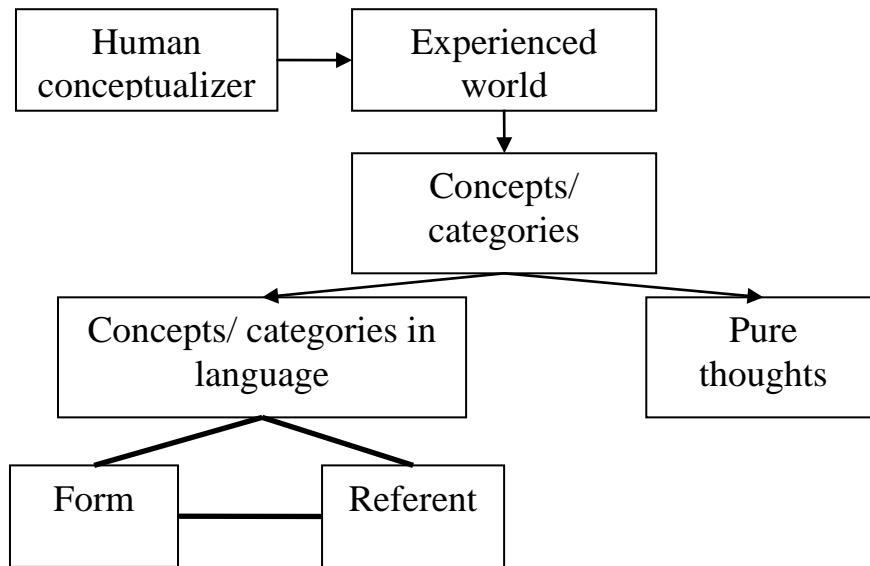 Human
conceptualizer
Experienced
world
Concepts/
categories
Concepts/ categories in
language
Pure
thoughts
Form
Referent